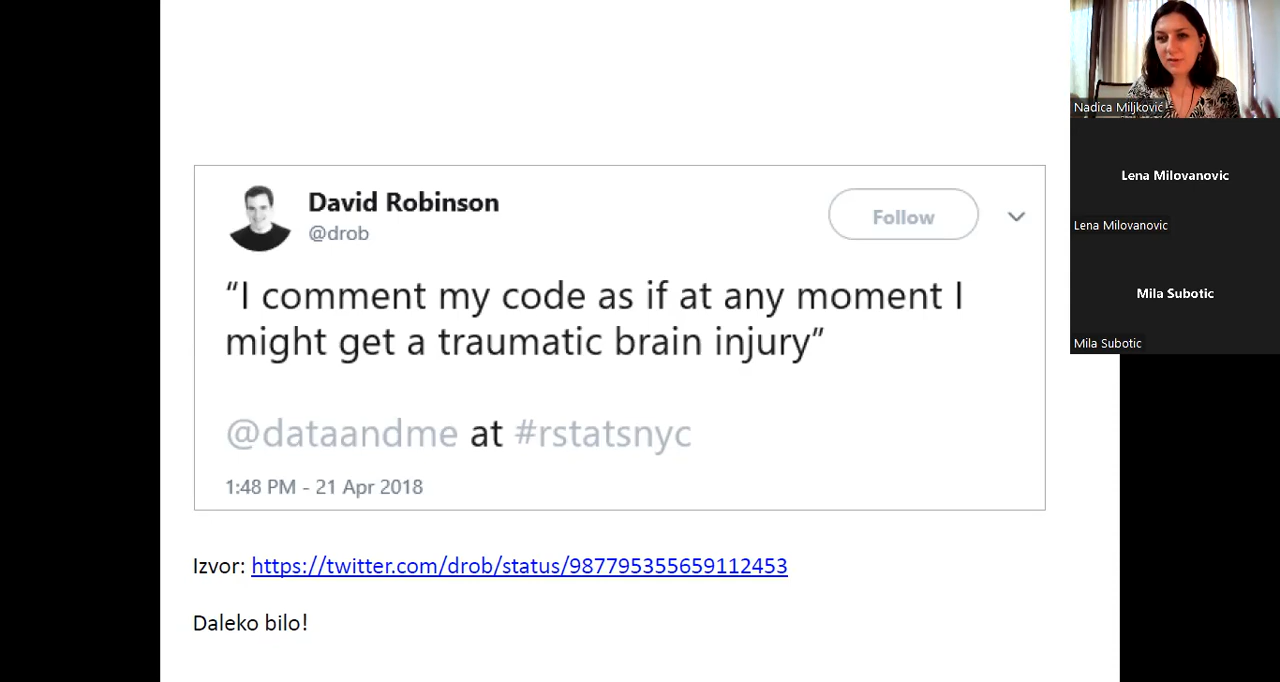 David Robinson
@drob
Follow
“I comment my code as if at any moment I
might get a traumatic brain injury”
@dataandme at #rstatsnyc
1:48 PM - 21 Apr 2018
Izvor: https://twitter.com/drob/status/987795355659112453
Daleko bilo!
Nadica Miljković
Lena Milovanovic
Lena Milovanovic
Mila Subotic
Mila Subotic